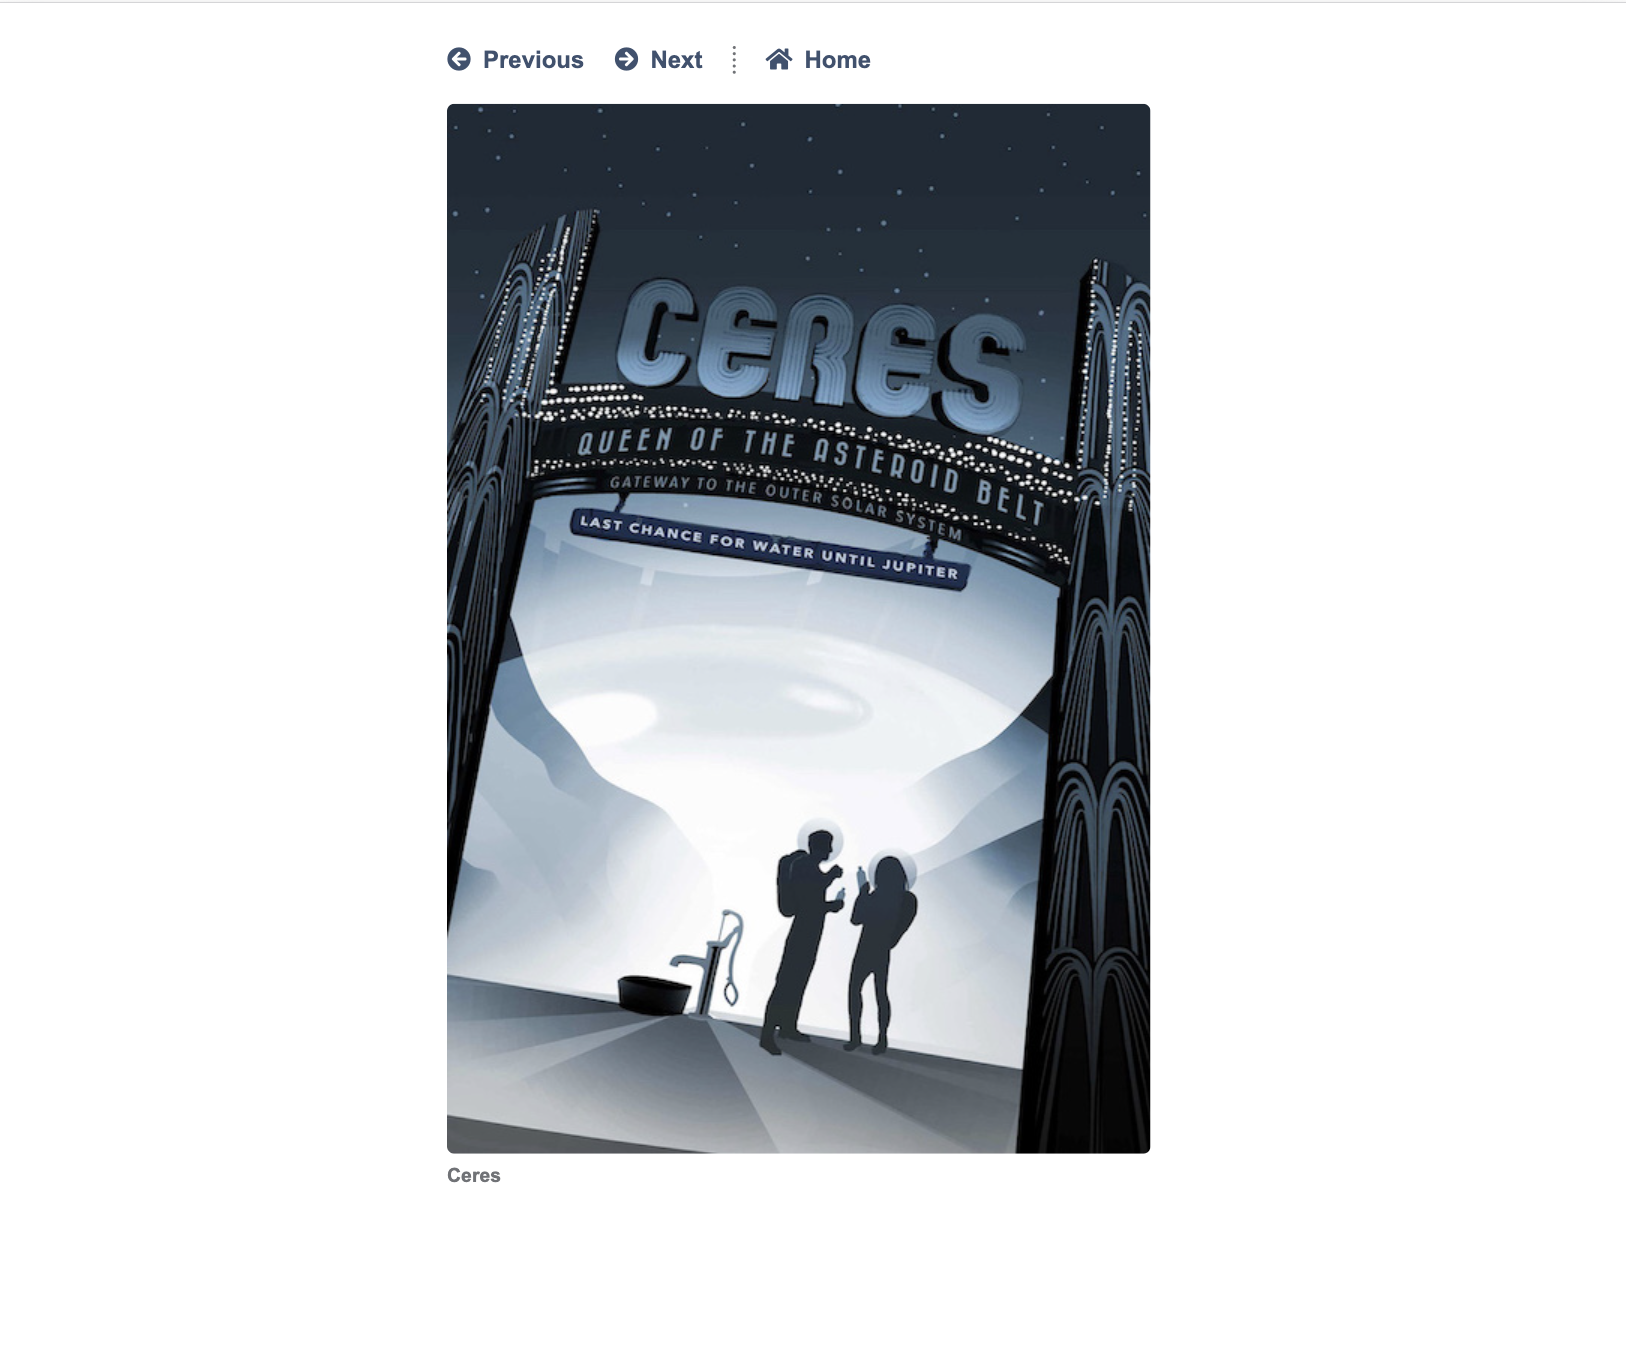 Previous Next Home
CERES
QUEEN OF THE ASTEROID BELT
GATEWAY TO THE OUTER SOLAR SYSTEM
LAST CHANCE FOR WATER UNTIL JUPITER
Ceres